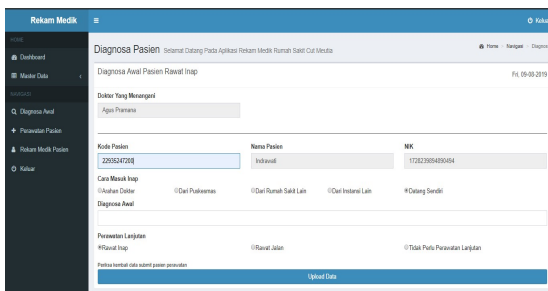 Rekam Medik
Keluar
HOME
Dashboard
Master Data
NAVIGASI
Diagnosa Awal
Perawatan Pasien
Rekam Medik Pasien
Keluar
Diagnosa Pasien Selamat Datang Pada Aplikasi Rekam Medik Rumah Sakit Cut Meutia
Home Navigasi Diagnosa
Diagnosa Awal Pasien Rawat Inap
Fri, 09-08-2019
Dokter Yang Menangani
Agus Pramana
Kode Pasien Nama Pasien NIK
22935247200 Indrawati 1728239894890494
Cara Masuk Inap
Arahan Dokter Dari Puskesmas Dari Rumah Sakit Lain Dari Instansi Lain Datang Sendiri
Diagnosa Awal
Perawatan Lanjutan
Rawat Inap Rawat Jalan Tidak Perlu Perawatan Lanjutan
Periksa kembali data submit pasien perawatan
Upload Data